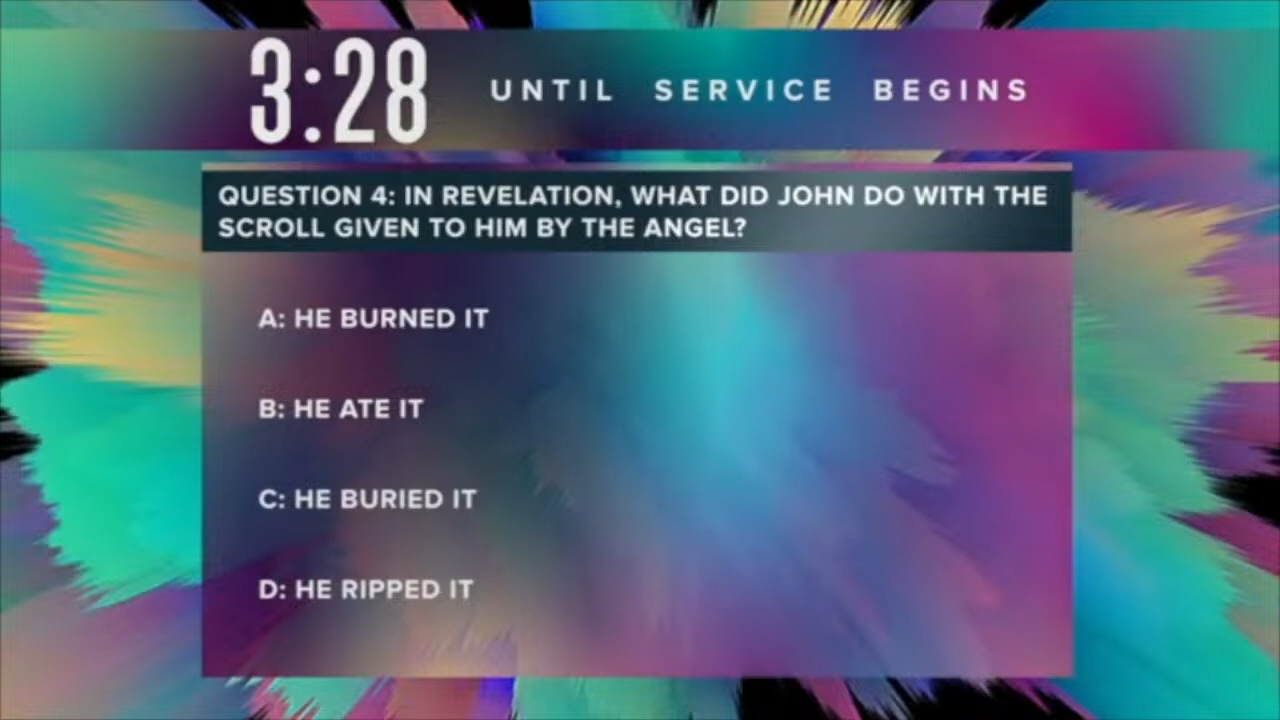 3:28 UNTIL SERVICE BEGINS
QUESTION 4: IN REVELATION, WHAT DID JOHN DO WITH THE
SCROLL GIVEN TO HIM BY THE ANGEL?
A: HE BURNED IT
B: HE ATE IT
C: HE BURIED IT
D: HE RIPPED IT